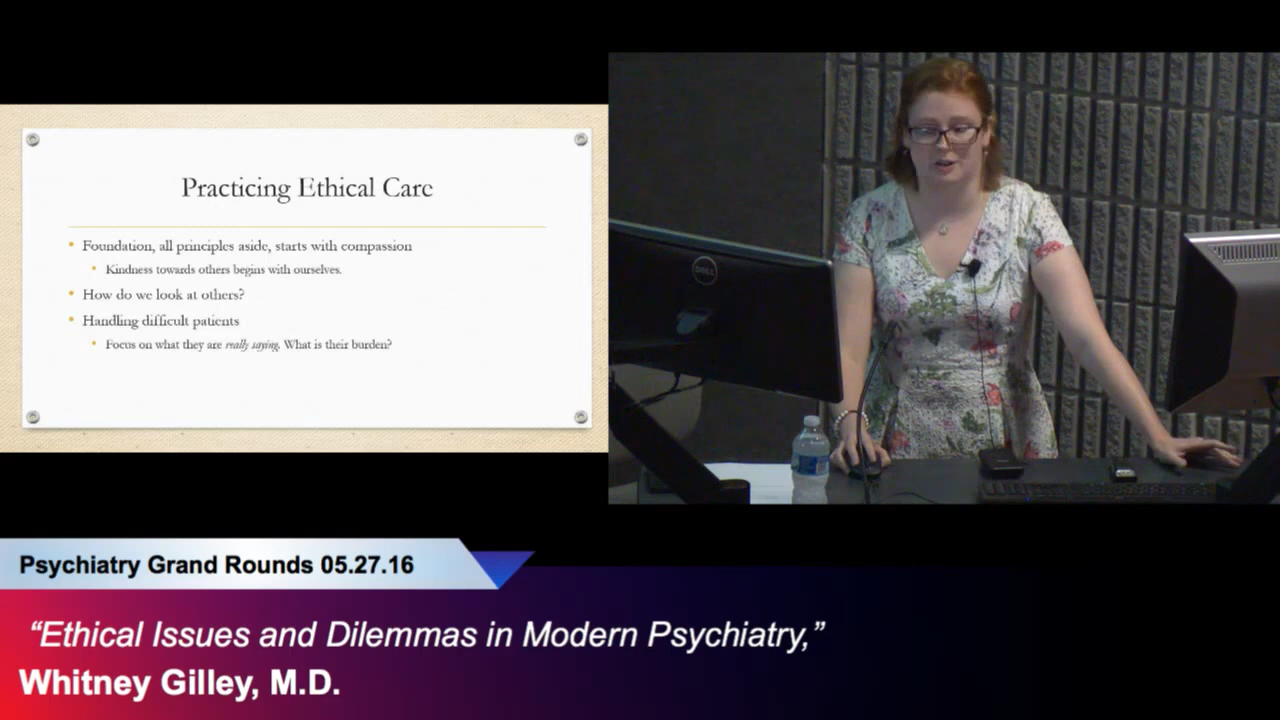 Practicing Ethical Care
• Foundation, all principles aside, starts with compassion
• Kindness towards others begins with ourselves.
• How do we look at others?
• Handling difficult patients
• Focus on what they are really saying. What is their burden?
DELL
Psychiatry Grand Rounds 05.27.16
“Ethical Issues and Dilemmas in Modern Psychiatry,”
Whitney Gilley, M.D.